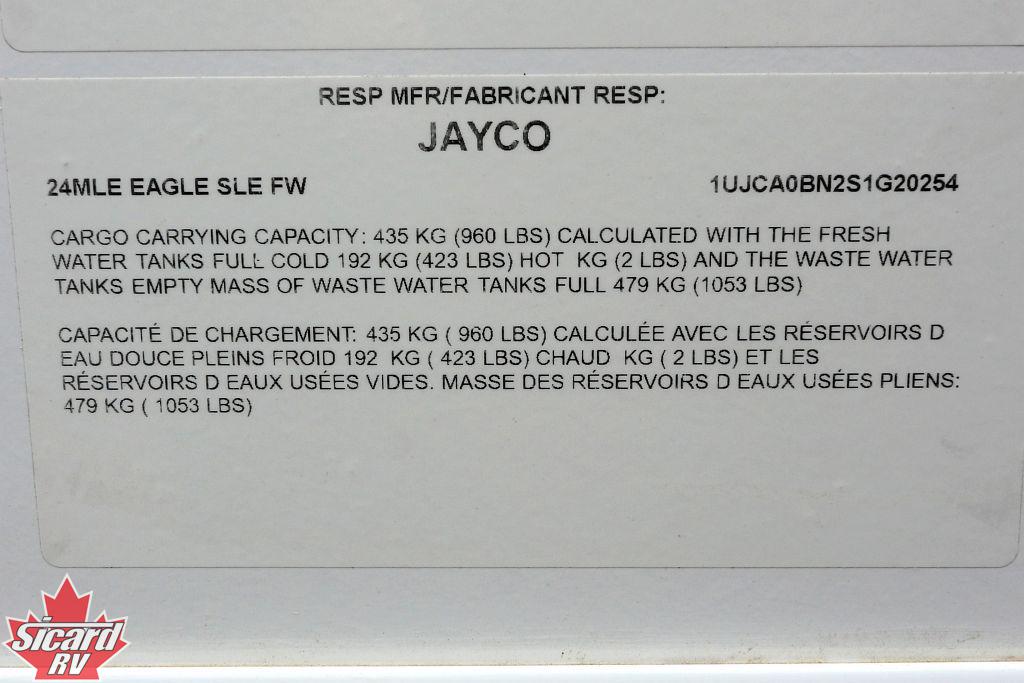 RESP MFR/FABRICANT RESP:
JAYCO
24MLE EAGLE SLE FW 1UJCA0BN2S1G20254
CARGO CARRYING CAPACITY: 435 KG (960 LBS) CALCULATED WITH THE FRESH
WATER TANKS FULL COLD 192 KG (423 LBS) HOT KG (2 LBS) AND THE WASTE WATER
TANKS EMPTY MASS OF WASTE WATER TANKS FULL 479 KG (1053 LBS)
CAPACITÉ DE CHARGEMENT: 435 KG ( 960 LBS) CALCULÉE AVEC LES RÉSERVOIRS D
EAU DOUCE PLEINS FROID 192 KG ( 423 LBS) CHAUD KG ( 2 LBS) ET LES
RÉSERVOIRS D EAUX USÉES VIDES. MASSE DES RÉSERVOIRS D EAUX USÉES PLIENS:
479 KG ( 1053 LBS)
Sicard
RV